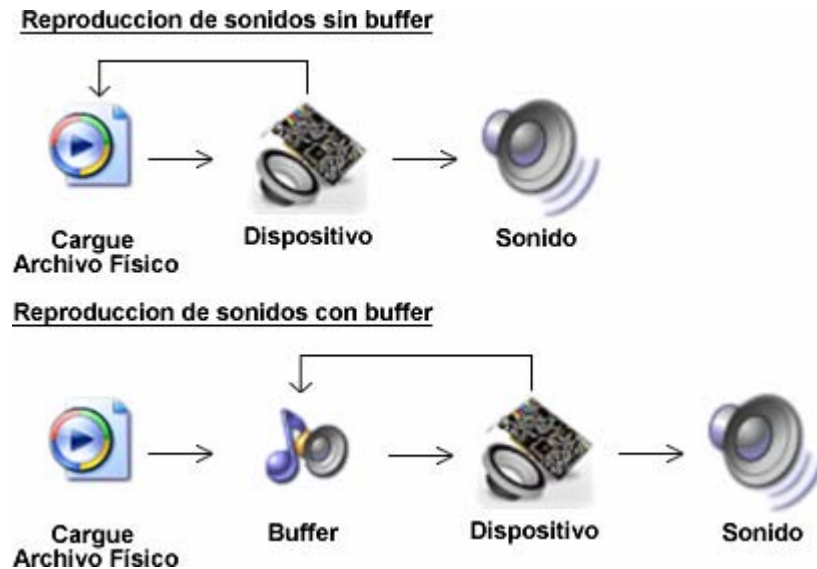 Reproduccion de sonidos sin buffer
Cargue
Archivo Físico
Dispositivo
Sonido
Reproduccion de sonidos con buffer
Cargue
Archivo Físico
Buffer
Dispositivo
Sonido